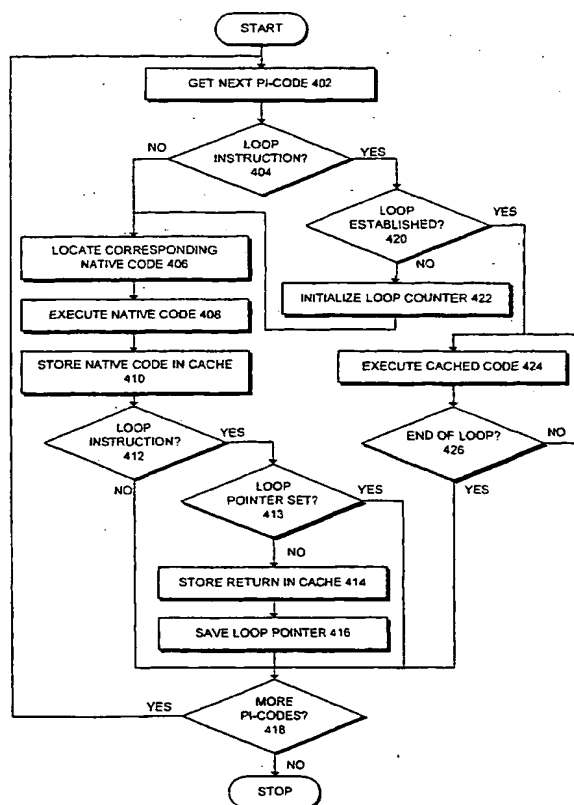 START
GET NEXT PI-CODE 402
LOOP
INSTRUCTION?
404
NO
YES
LOOP
ESTABLISHED?
420
YES
NO
LOCATE CORRESPONDING
NATIVE CODE 406
INITIALIZE LOOP COUNTER 422
EXECUTE NATIVE CODE 408
STORE NATIVE CODE IN CACHE
410
EXECUTE CACHED CODE 424
LOOP
INSTRUCTION?
412
YES
NO
END OF LOOP?
426
NO
YES
LOOP
POINTER SET?
413
YES
NO
STORE RETURN IN CACHE 414
SAVE LOOP POINTER 416
YES
MORE
PI-CODES?
418
NO
STOP